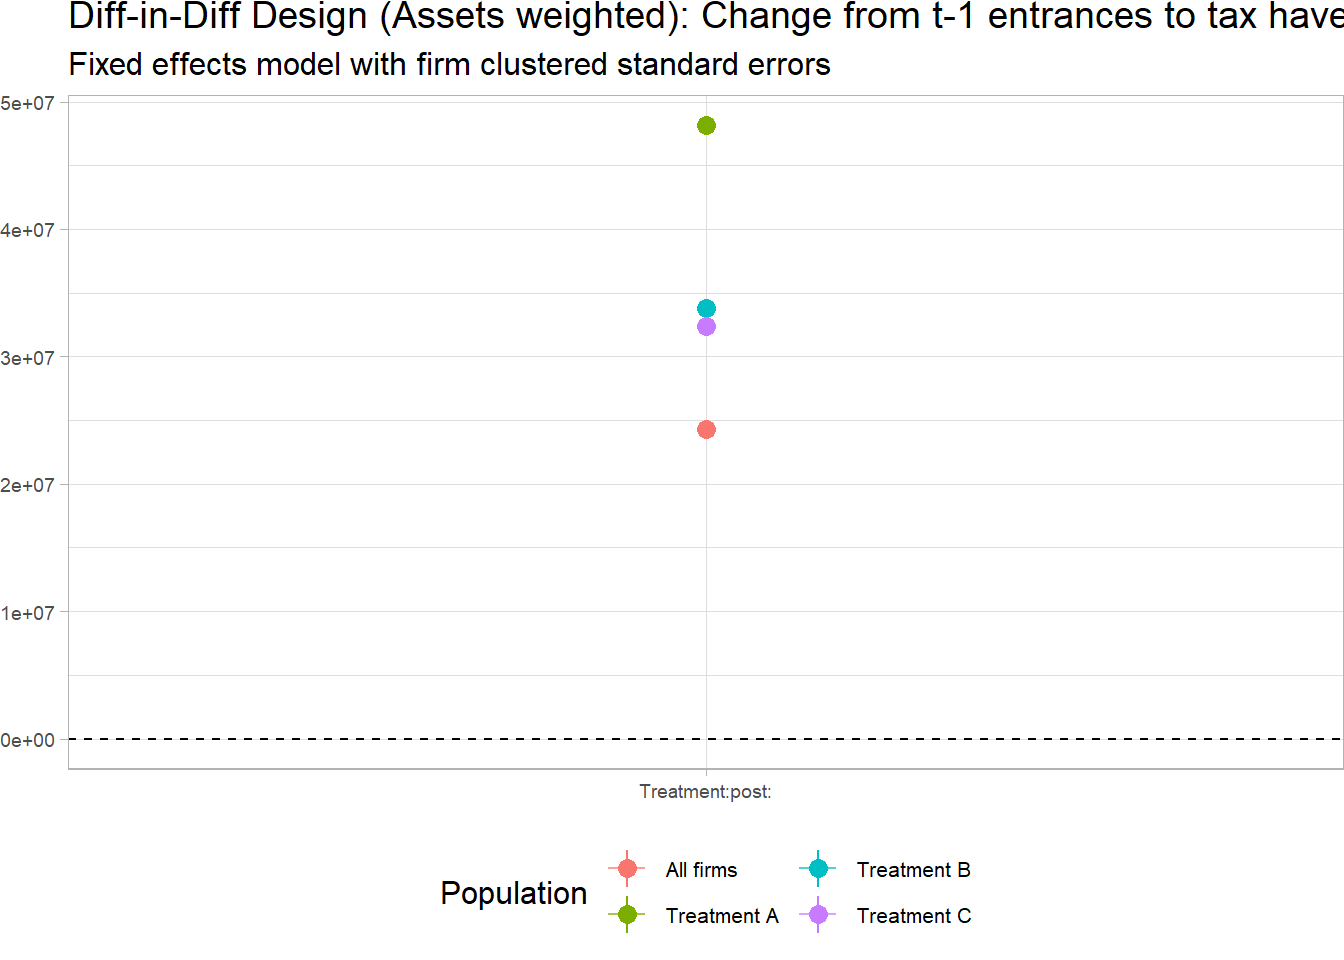 Diff-in-Diff Design (Assets weighted): Change from t-1 entrances to tax have
Fixed effects model with firm clustered standard errors
5e+07
4e+07
3e+07
2e+07
1e+07
0e+00
Treatment:post:
Population
All firms
Treatment B
Treatment A
Treatment C